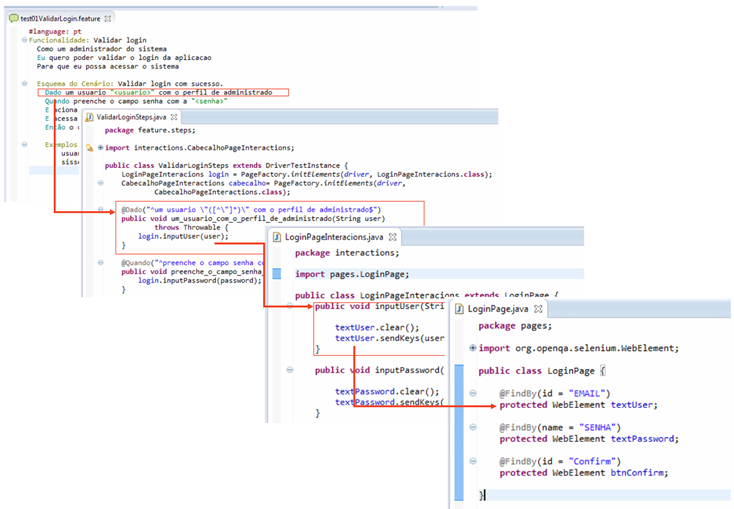 test01ValidarLogin.feature
#language: pt
Funcionalidade: Validar login
Como um administrador do sistema
Eu quero poder validar o login da aplicacao
Para que eu possa acessar o sistema
Esquema do Cenário: Validar login com sucesso.
Dado um usuario "<usuario>" com o perfil de administrado
Quando preenche o campo senha com a "<senha>"
E aciona
E acessa
Então o
Exemplos
usua
siss
ValidarLoginSteps.java
package feature.steps;
import interactions.CabecalhoPageInteracions;
public class ValidarLoginSteps extends DriverTestInstance {
LoginPageInteracions login = PageFactory.initElements(driver, LoginPageInteracions.class);
CabecalhoPageInteracions cabecalho= PageFactory.initElements(driver,
CabecalhoPageInteracions.class);
@Dado("^um usuario \"([^\"]*)\" com o perfil de administrado$")
public void um_usuario_com_o_perfil_de_administrado(String user)
throws Throwable {
login.inputUser(user);
}
@Quando("^preenche o campo senha co
public void preenche_o_campo_senha_
login.inputPassword(password);
}
LoginPageInteracions.java
package interactions;
import pages.LoginPage;
public class LoginPageInteracions extends LoginPage {
public void inputUser(Stri
textUser.clear();
textUser.sendKeys(user
}
public void inputPassword(
textPassword.clear();
textPassword.sendKeys(
}
LoginPage.java
package pages;
import org.openqa.selenium.WebElement;
public class LoginPage {
@FindBy(id = "EMAIL")
protected WebElement textUser;
@FindBy(name = "SENHA")
protected WebElement textPassword;
@FindBy(id = "Confirm")
protected WebElement btnConfirm;
}